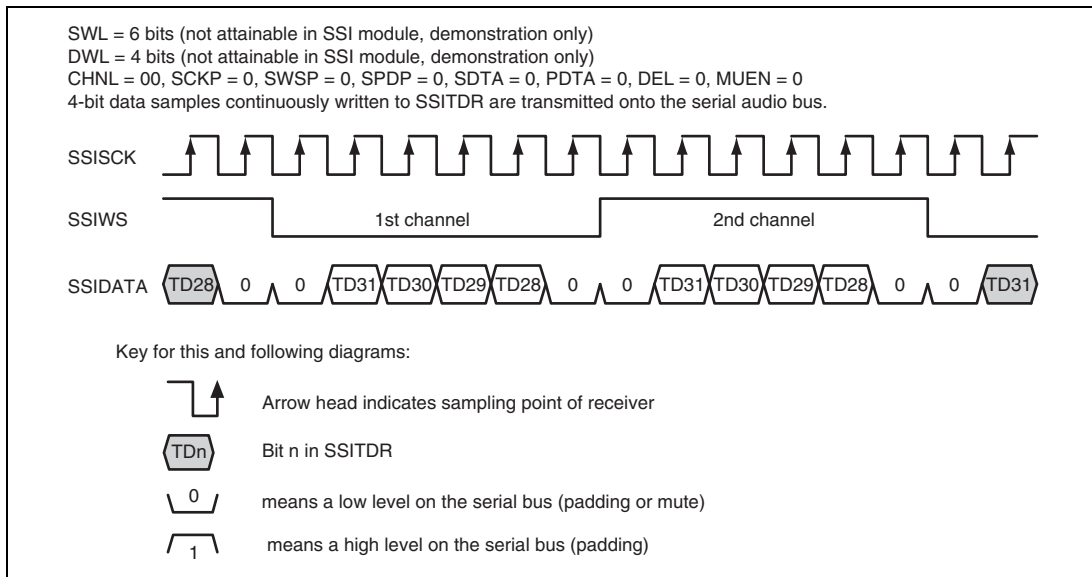 SWL = 6 bits (not attainable in SSI module, demonstration only)
DWL = 4 bits (not attainable in SSI module, demonstration only)
CHNL = 00, SCKP = 0, SWSP = 0, SPDP = 0, SDTA = 0, PDTA = 0, DEL = 0, MUEN = 0
4-bit data samples continuously written to SSITDR are transmitted onto the serial audio bus.
SSISCK
SSIWS 1st channel 2nd channel
SSIDATA TD28 0 0 TD31 TD30 TD29 TD28 0 0 TD31 TD30 TD29 TD28 0 0 TD31
Key for this and following diagrams:
Arrow head indicates sampling point of receiver
TDn Bit n in SSITDR
0 means a low level on the serial bus (padding or mute)
1 means a high level on the serial bus (padding)